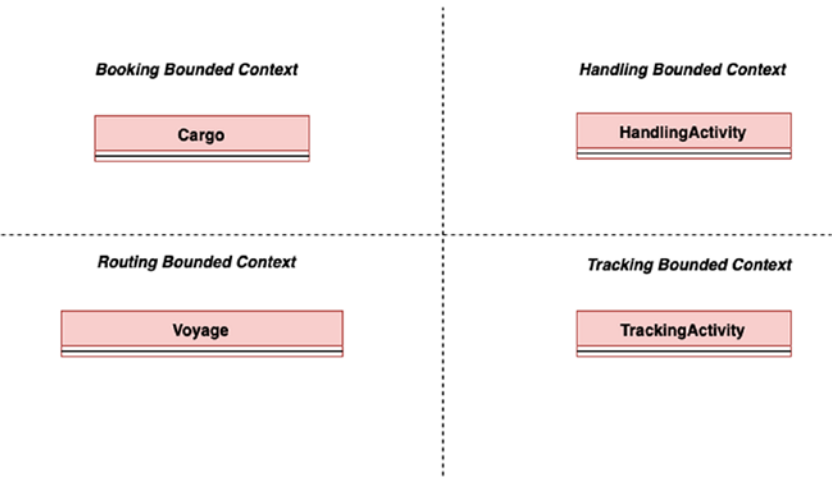 Booking Bounded Context
Handling Bounded Context
Cargo
HandlingActivity
Routing Bounded Context
Tracking Bounded Context
Voyage
TrackingActivity